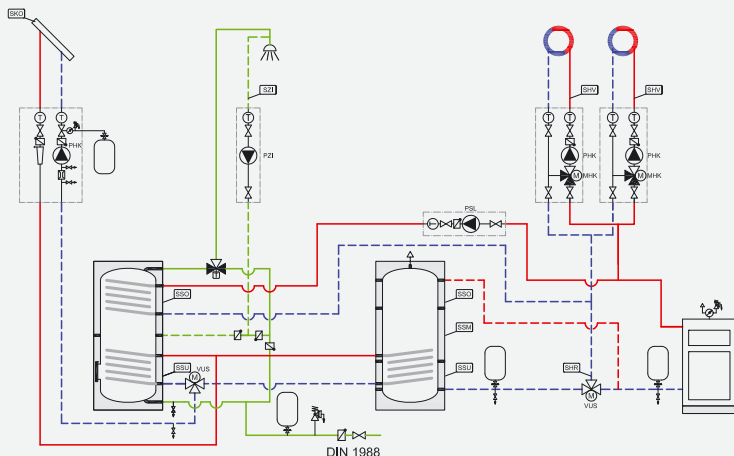 SKO
SZI
SHV
SHV
T
T
T
T
T
T
T
PHK
PZI
PHK
PHK
M
MHK
M
MHK
PSL
T
T
SSO
SSO
SSM
SSU
VUS
M
SSU
SHR
M
VUS
DIN 1988